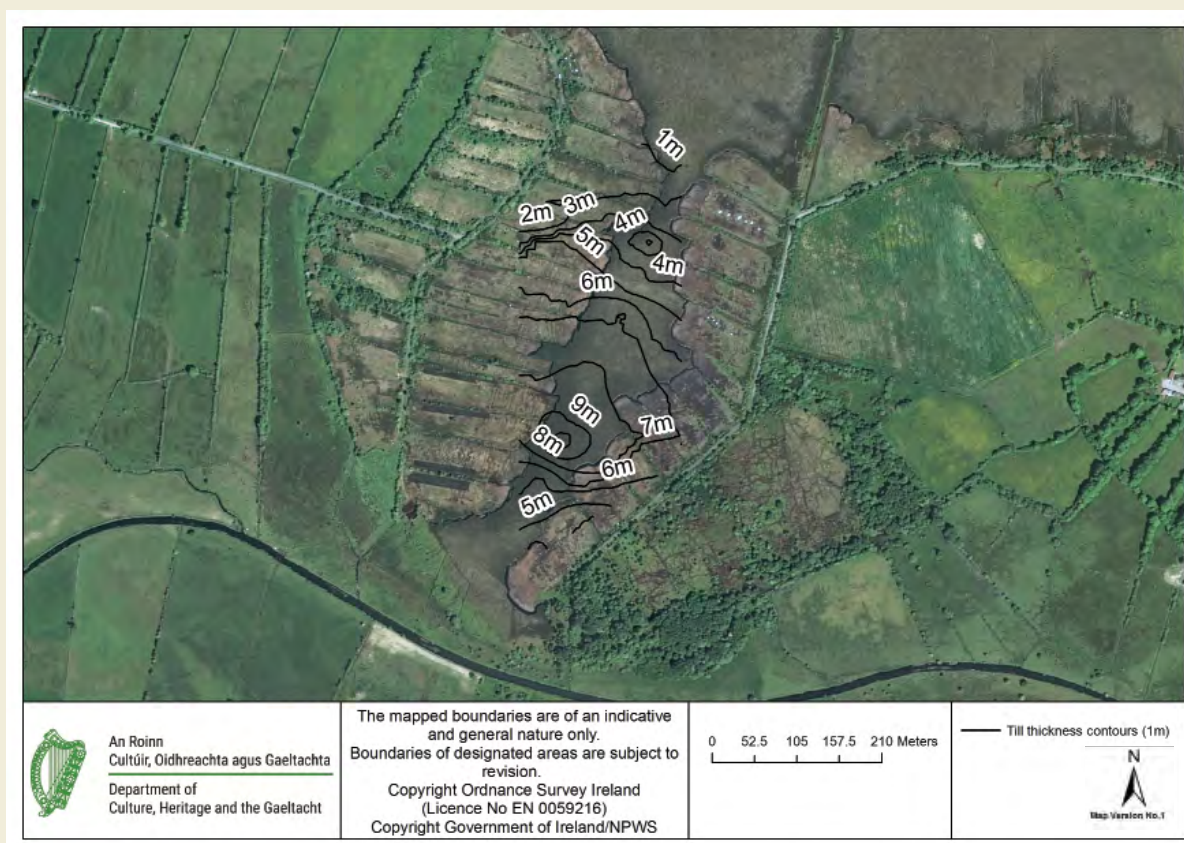 1m
3m
2m
4m
5m
4m
6m
9m
8m
7m
6m
5m
An Roinn
Cultúir, Oidhreachta agus Gaeltachta
Department of
Culture, Heritage and the Gaeltacht
The mapped boundaries are of an indicative
and general nature only.
Boundaries of designated areas are subject to
revision.
Copyright Ordnance Survey Ireland
(Licence No EN 0059216)
Copyright Government of Ireland/NPWS
0 52.5 105 157.5 210 Meters
Till thickness contours (1m)
N
Map Version No.1